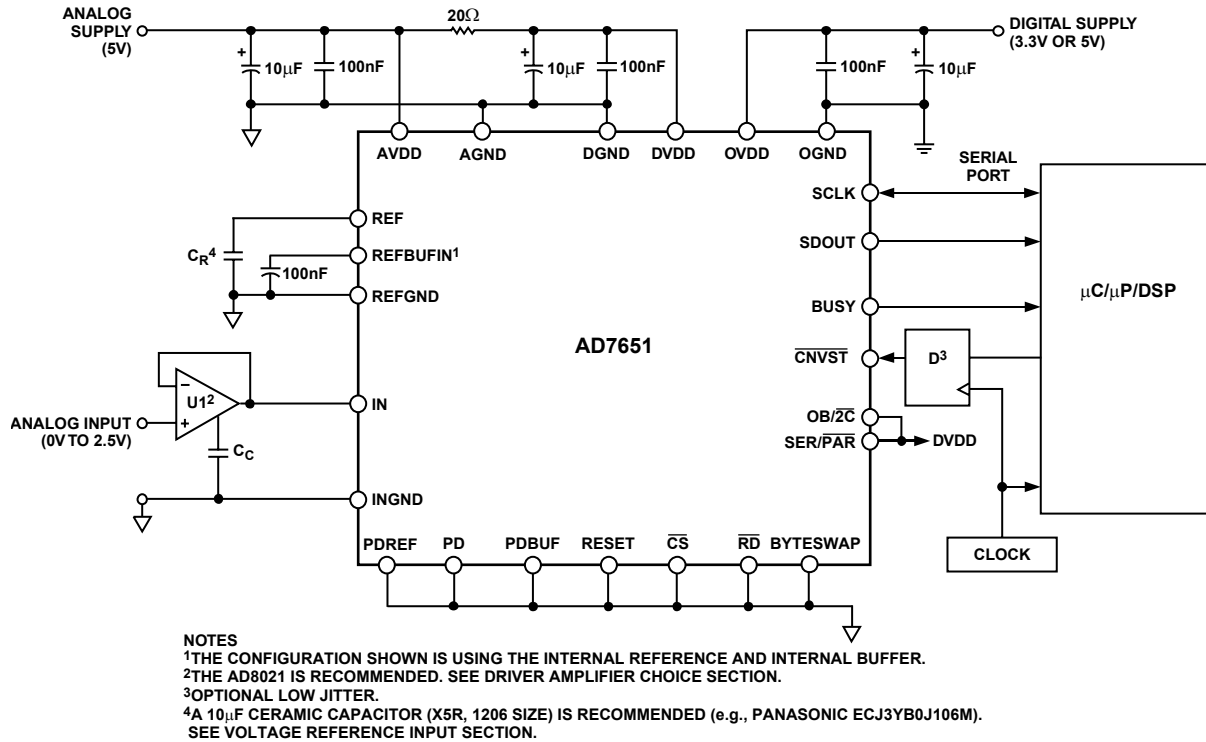 ANALOG
SUPPLY
(5V)
20Ω
DIGITAL SUPPLY
(3.3V OR 5V)
+
10μF
100nF
+
10μF
100nF
100nF
+
10μF
AVDD
AGND
DGND
DVDD
OVDD
OGND
SERIAL
PORT
SCLK
REF
CR4
REFBUFIN1
100nF
REFGND
SDOUT
BUSY
μC/μP/DSP
AD7651
CNVST
D3
U12
–
+
IN
ANALOG INPUT
(0V TO 2.5V)
CC
OB/2C
SER/PAR
DVDD
INGND
PDREF
PD
PDBUF
RESET
CS
RD
BYTESWAP
CLOCK
NOTES
1THE CONFIGURATION SHOWN IS USING THE INTERNAL REFERENCE AND INTERNAL BUFFER.
2THE AD8021 IS RECOMMENDED. SEE DRIVER AMPLIFIER CHOICE SECTION.
3OPTIONAL LOW JITTER.
4A 10μF CERAMIC CAPACITOR (X5R, 1206 SIZE) IS RECOMMENDED (e.g., PANASONIC ECJ3YB0J106M).
SEE VOLTAGE REFERENCE INPUT SECTION.